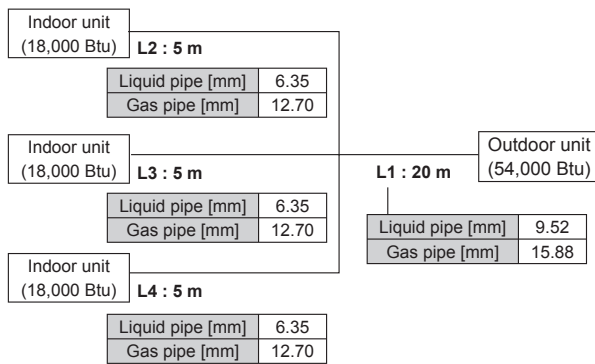 Indoor unit
(18,000 Btu)
L2 : 5 m
Liquid pipe [mm] 6.35
Gas pipe [mm] 12.70
Indoor unit
(18,000 Btu)
L3 : 5 m
Liquid pipe [mm] 6.35
Gas pipe [mm] 12.70
Indoor unit
(18,000 Btu)
L4 : 5 m
Liquid pipe [mm] 6.35
Gas pipe [mm] 12.70
Outdoor unit
(54,000 Btu)
L1 : 20 m
Liquid pipe [mm] 9.52
Gas pipe [mm] 15.88